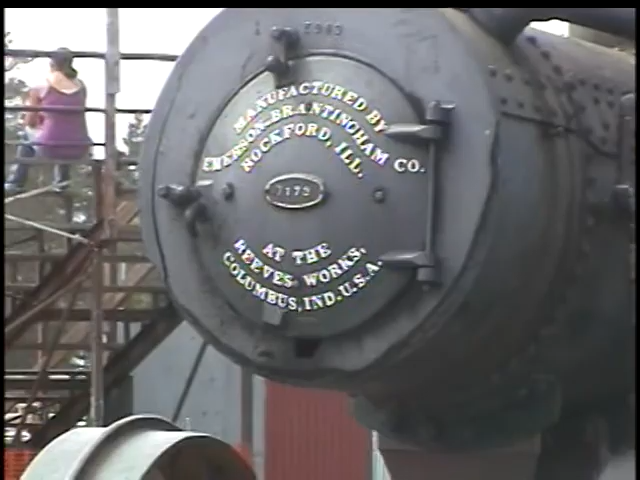 MANUFACTURED BY
EMERSON-BRANTINGHAM CO.
ROCKFORD, ILL.
7179
AT THE
REEVES WORKS,
COLUMBUS, IND. U.S.A.